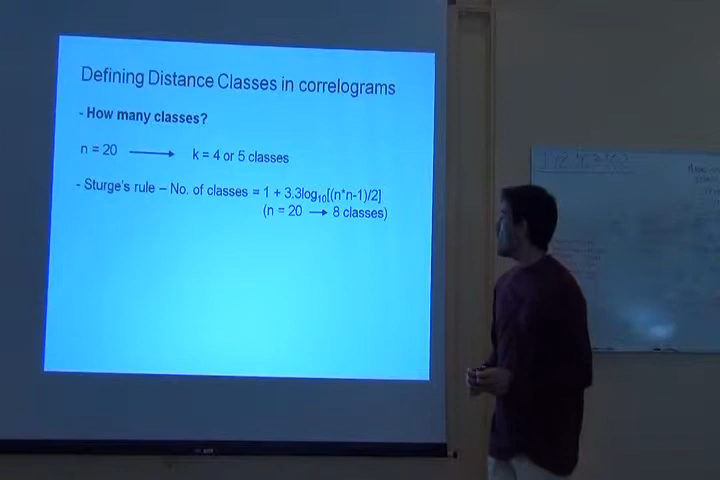 Defining Distance Classes in correlograms
- How many classes?
n = 20 → k = 4 or 5 classes
- Sturge's rule – No. of classes = 1 + 3.3log10[(n*n-1)/2]
(n = 20 → 8 classes)